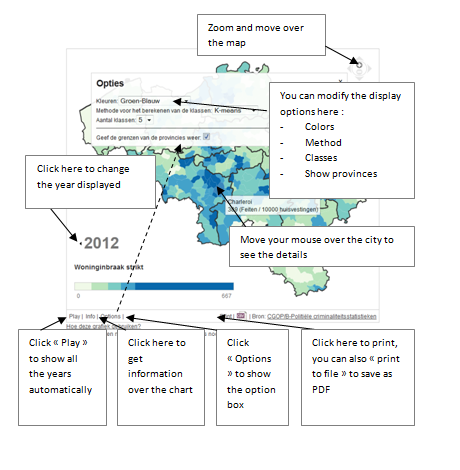 Zoom and move over
the map
Opties
Kleuren: Groen-Blauw
Methode voor het berekenen van de klassen: K-means
Aantal klassen: 5
Geef de grenzen van de provincies weer:
You can modify the display
options here :
- Colors
- Method
- Classes
- Show provinces
Click here to change
the year displayed
Charleroi
(Feiten / 10000 huisvestingen)
Move your mouse over the city to
see the details
2012
Woninginbraak strikt
0 557
Play | Info | Options |
| Bron: CGOP/B-Politiële criminaliteitsstatistieken
Hoe deze grafiek gebruiken?
Click « Play »
to show all
the years
automatically
Click here to
get
information
over the chart
Click
« Options
» to show
the option
box
Click here to print,
you can also « print
to file » to save as
PDF